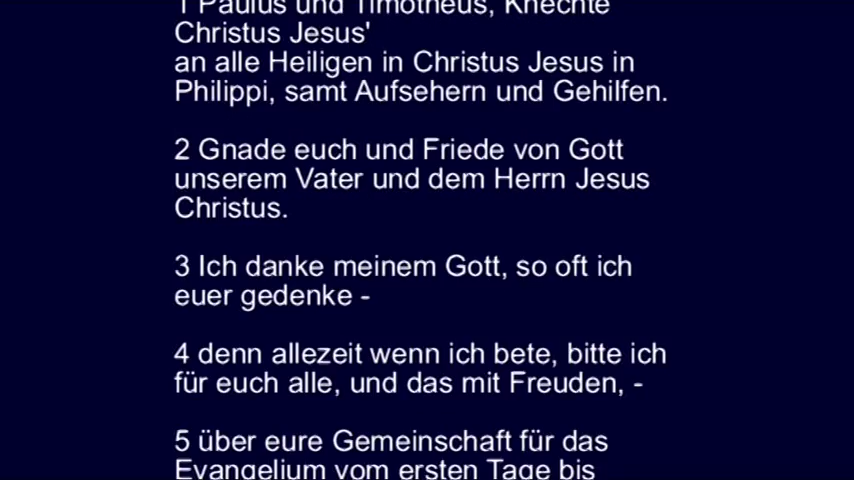 1 Paulus und Timotheus, Knechte
Christus Jesus'
an alle Heiligen in Christus Jesus in
Philippi, samt Aufsehern und Gehilfen.
2 Gnade euch und Friede von Gott
unserem Vater und dem Herrn Jesus
Christus.
3 Ich danke meinem Gott, so oft ich
euer gedenke -
4 denn allezeit wenn ich bete, bitte ich
für euch alle, und das mit Freuden, -
5 über eure Gemeinschaft für das
Evangelium vom ersten Tage bis